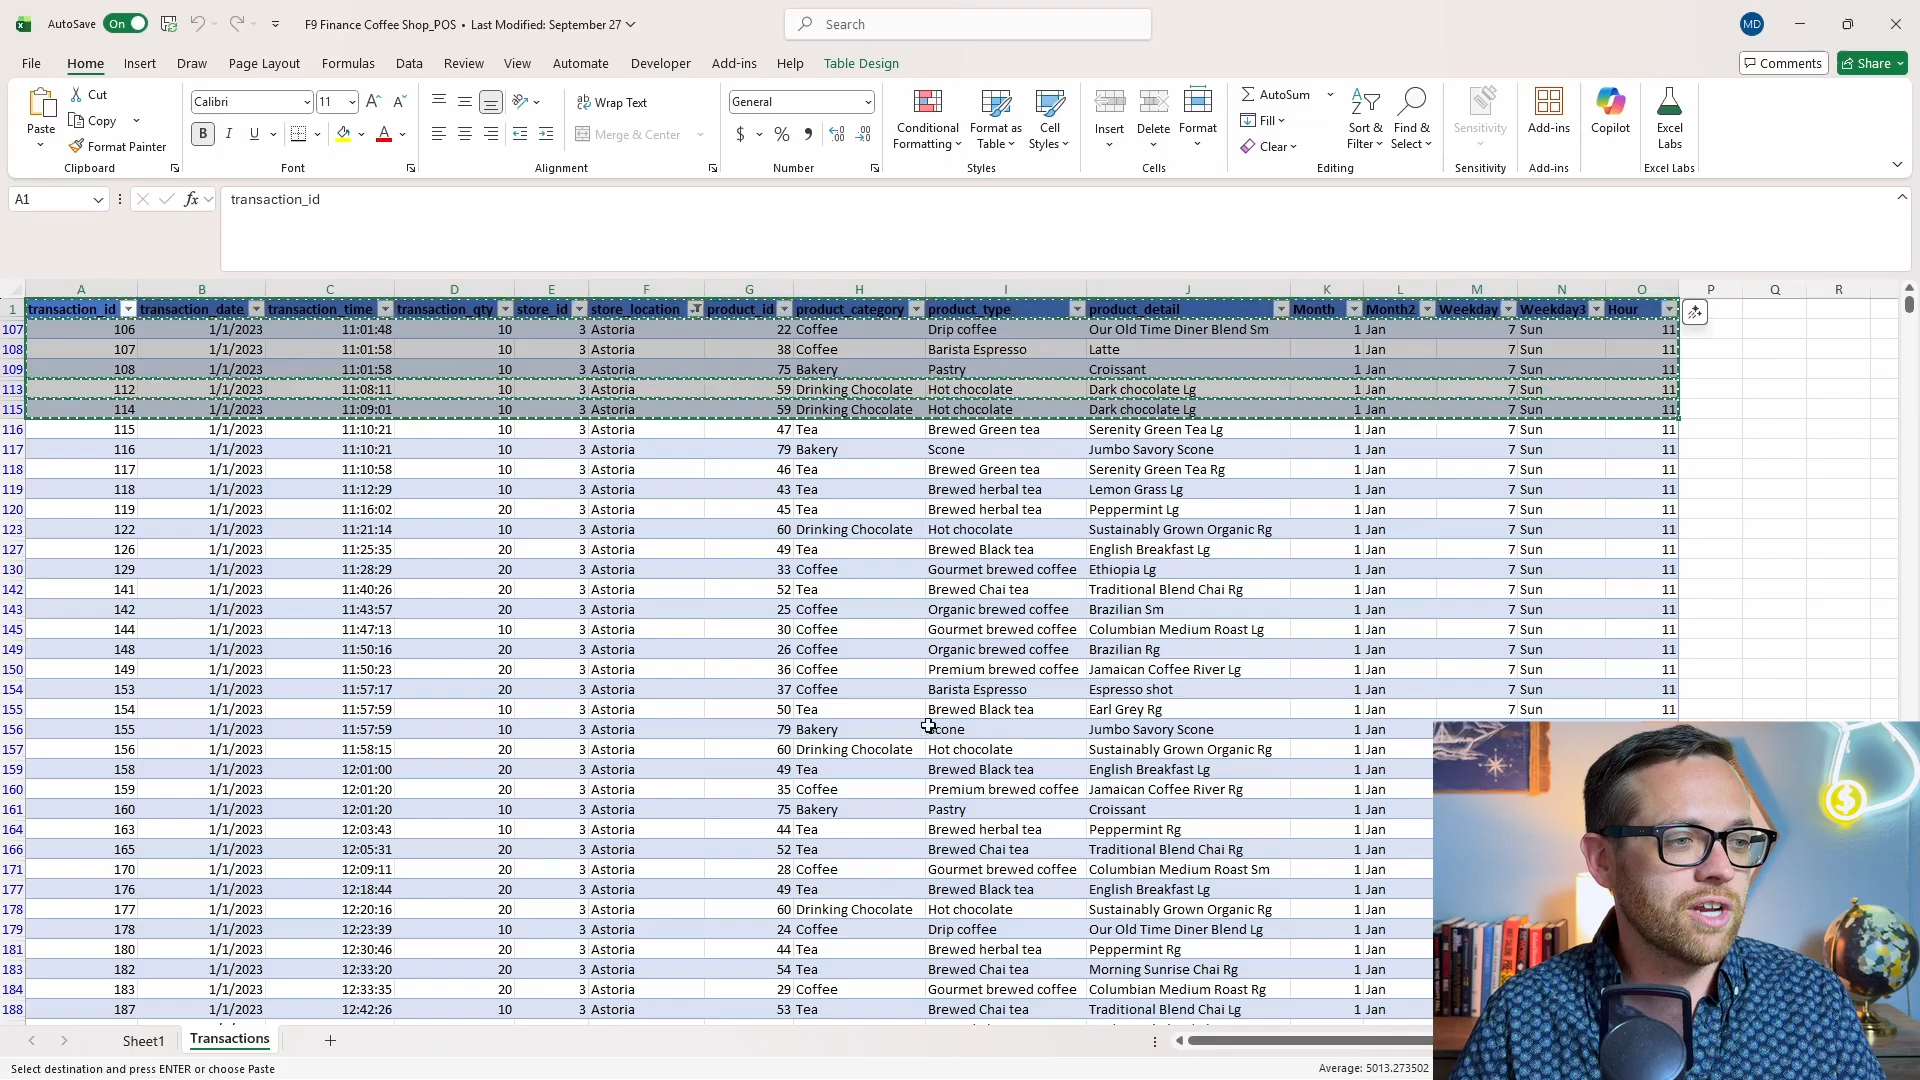 AutoSave On F9 Finance Coffee Shop_POS • Last Modified: September 27 Search MD
File Home Insert Draw Page Layout Formulas Data Review View Automate Developer Add-ins Help Table Design Comments Share
Paste Cut Copy Format Painter Clipboard
Calibri 11 B I U A Font
Wrap Text Merge & Center Alignment
General $ % Number
Conditional Formatting Format as Table Cell Styles Styles
Insert Delete Format Cells
AutoSum Fill Clear Sort & Filter Find & Select Editing
Sensitivity Sensitivity Add-ins Add-ins Copilot Excel Labs Excel Labs
A1 fx transaction_id
A B C D E F G H I J K L M N O P Q R
1 transaction_id transaction_date transaction_time transaction_qty store_id store_location product_id product_category product_type product_detail Month Month2 Weekday Weekday3 Hour
107 106 1/1/2023 11:01:48 10 3 Astoria 22 Coffee Drip coffee Our Old Time Diner Blend Sm 1 Jan 7 Sun 11
108 107 1/1/2023 11:01:58 10 3 Astoria 38 Coffee Barista Espresso Latte 1 Jan 7 Sun 11
109 108 1/1/2023 11:01:58 10 3 Astoria 75 Bakery Pastry Croissant 1 Jan 7 Sun 11
113 112 1/1/2023 11:08:11 10 3 Astoria 59 Drinking Chocolate Hot chocolate Dark chocolate Lg 1 Jan 7 Sun 11
115 114 1/1/2023 11:09:01 10 3 Astoria 59 Drinking Chocolate Hot chocolate Dark chocolate Lg 1 Jan 7 Sun 11
116 115 1/1/2023 11:10:21 10 3 Astoria 47 Tea Brewed Green tea Serenity Green Tea Lg 1 Jan 7 Sun 11
117 116 1/1/2023 11:10:21 10 3 Astoria 79 Bakery Scone Jumbo Savory Scone 1 Jan 7 Sun 11
118 117 1/1/2023 11:10:58 10 3 Astoria 46 Tea Brewed Green tea Serenity Green Tea Rg 1 Jan 7 Sun 11
119 118 1/1/2023 11:12:29 10 3 Astoria 43 Tea Brewed herbal tea Lemon Grass Lg 1 Jan 7 Sun 11
120 119 1/1/2023 11:16:02 20 3 Astoria 45 Tea Brewed herbal tea Peppermint Lg 1 Jan 7 Sun 11
123 122 1/1/2023 11:21:14 10 3 Astoria 60 Drinking Chocolate Hot chocolate Sustainably Grown Organic Rg 1 Jan 7 Sun 11
127 126 1/1/2023 11:25:35 20 3 Astoria 49 Tea Brewed Black tea English Breakfast Lg 1 Jan 7 Sun 11
130 129 1/1/2023 11:28:29 20 3 Astoria 33 Coffee Gourmet brewed coffee Ethiopia Lg 1 Jan 7 Sun 11
142 141 1/1/2023 11:40:26 20 3 Astoria 52 Tea Brewed Chai tea Traditional Blend Chai Rg 1 Jan 7 Sun 11
143 142 1/1/2023 11:43:57 20 3 Astoria 25 Coffee Organic brewed coffee Brazilian Sm 1 Jan 7 Sun 11
145 144 1/1/2023 11:47:13 10 3 Astoria 30 Coffee Gourmet brewed coffee Columbian Medium Roast Lg 1 Jan 7 Sun 11
149 148 1/1/2023 11:50:16 20 3 Astoria 26 Coffee Organic brewed coffee Brazilian Rg 1 Jan 7 Sun 11
150 149 1/1/2023 11:50:23 20 3 Astoria 36 Coffee Premium brewed coffee Jamaican Coffee River Lg 1 Jan 7 Sun 11
154 153 1/1/2023 11:57:17 20 3 Astoria 37 Coffee Barista Espresso Espresso shot 1 Jan 7 Sun 11
155 154 1/1/2023 11:57:59 10 3 Astoria 50 Tea Brewed Black tea Earl Grey Rg 1 Jan 7 Sun 11
156 155 1/1/2023 11:57:59 10 3 Astoria 79 Bakery Scone Jumbo Savory Scone 1 Jan
157 156 1/1/2023 11:58:15 20 3 Astoria 60 Drinking Chocolate Hot chocolate Sustainably Grown Organic Rg 1 Jan
159 158 1/1/2023 12:01:00 20 3 Astoria 49 Tea Brewed Black tea English Breakfast Lg 1 Jan
160 159 1/1/2023 12:01:20 20 3 Astoria 35 Coffee Premium brewed coffee Jamaican Coffee River Rg 1 Jan
161 160 1/1/2023 12:01:20 10 3 Astoria 75 Bakery Pastry Croissant 1 Jan
164 163 1/1/2023 12:03:43 10 3 Astoria 44 Tea Brewed herbal tea Peppermint Rg 1 Jan
166 165 1/1/2023 12:05:31 20 3 Astoria 52 Tea Brewed Chai tea Traditional Blend Chai Rg 1 Jan
171 170 1/1/2023 12:09:11 20 3 Astoria 28 Coffee Gourmet brewed coffee Columbian Medium Roast Sm 1 Jan
177 176 1/1/2023 12:18:44 20 3 Astoria 49 Tea Brewed Black tea English Breakfast Lg 1 Jan
178 177 1/1/2023 12:20:16 20 3 Astoria 60 Drinking Chocolate Hot chocolate Sustainably Grown Organic Rg 1 Jan
179 178 1/1/2023 12:23:39 10 3 Astoria 24 Coffee Drip coffee Our Old Time Diner Blend Lg 1 Jan
181 180 1/1/2023 12:30:46 20 3 Astoria 44 Tea Brewed herbal tea Peppermint Rg 1 Jan
183 182 1/1/2023 12:33:20 20 3 Astoria 54 Tea Brewed Chai tea Morning Sunrise Chai Rg 1 Jan
184 183 1/1/2023 12:33:35 20 3 Astoria 29 Coffee Gourmet brewed coffee Columbian Medium Roast Rg 1 Jan
188 187 1/1/2023 12:42:26 10 3 Astoria 53 Tea Brewed Chai tea Traditional Blend Chai Lg 1 Jan
Sheet1 Transactions
Select destination and press ENTER or choose Paste Average: 5013.273502